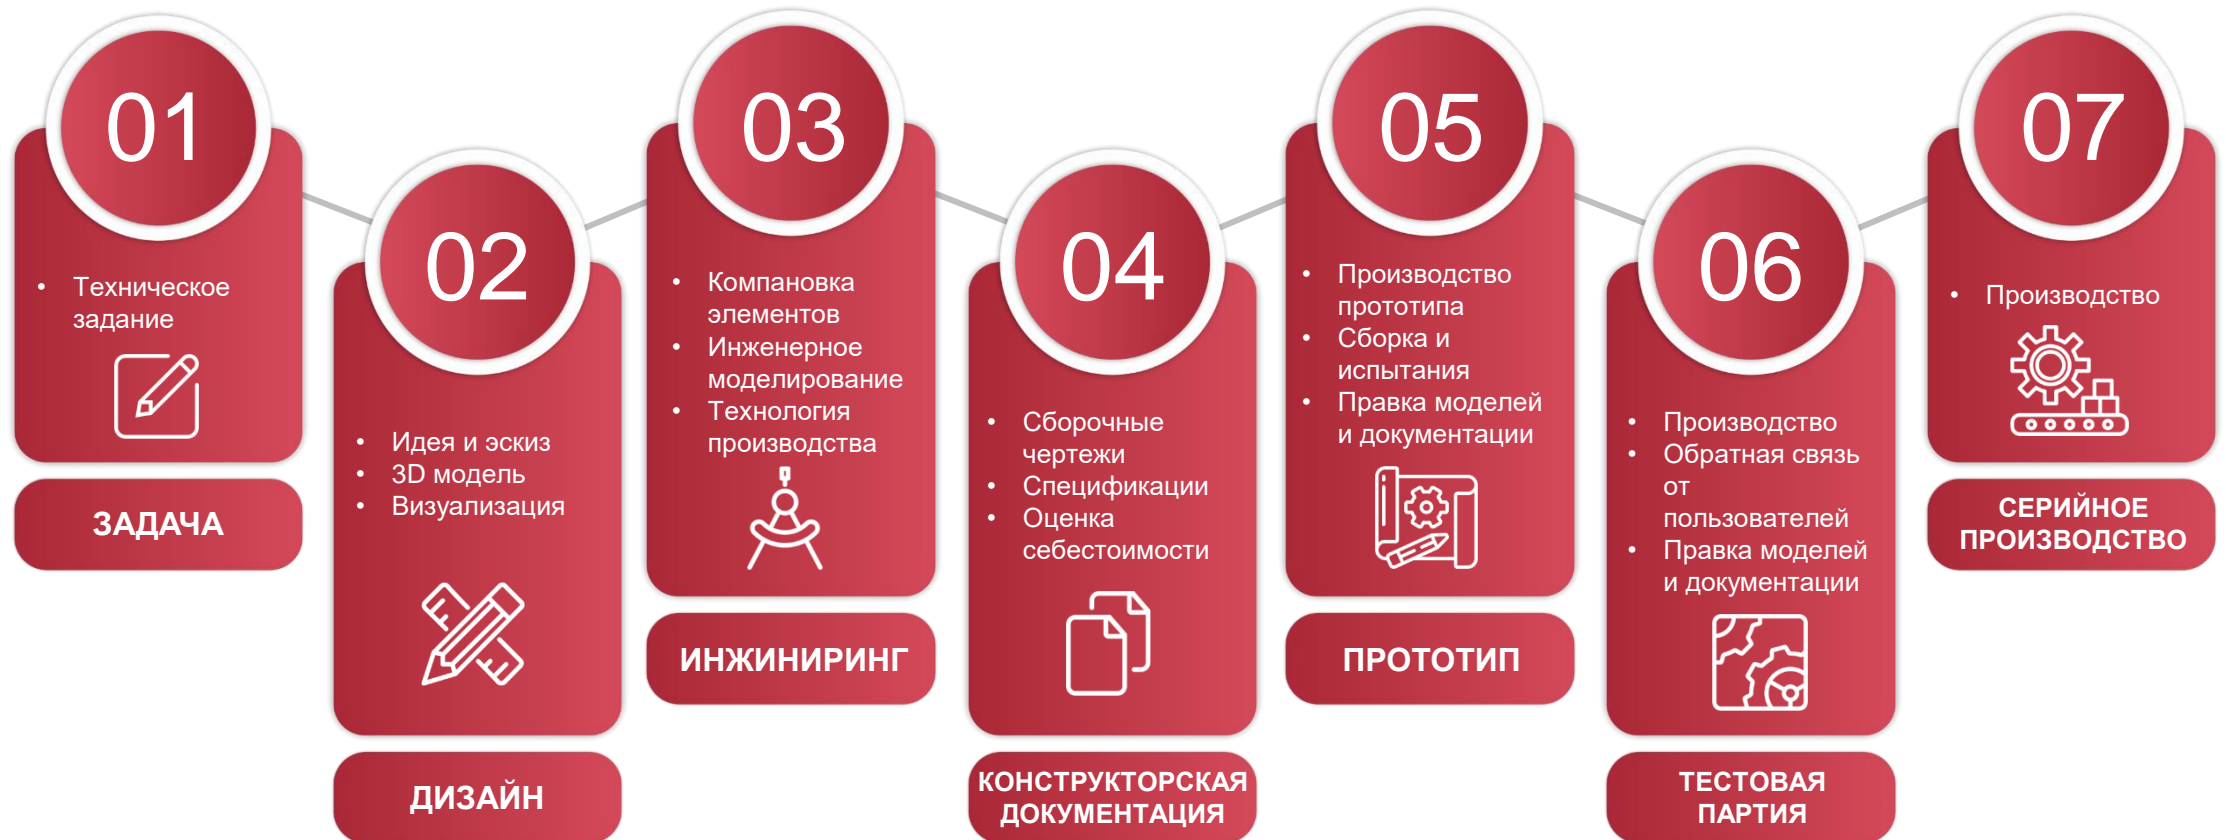 01
• Техническое
задание
ЗАДАЧА
02
• Идея и эскиз
• 3D модель
• Визуализация
ДИЗАЙН
03
• Компановка
элементов
• Инженерное
моделирование
• Технология
производства
ИНЖИНИРИНГ
04
• Сборочные
чертежи
• Спецификации
• Оценка
себестоимости
КОНСТРУКТОРСКАЯ
ДОКУМЕНТАЦИЯ
05
• Производство
прототипа
• Сборка и
испытания
• Правка моделей
и документации
ПРОТОТИП
06
• Производство
• Обратная связь
от
пользователей
• Правка моделей
и документации
ТЕСТОВАЯ
ПАРТИЯ
07
• Производство
СЕРИЙНОЕ
ПРОИЗВОДСТВО